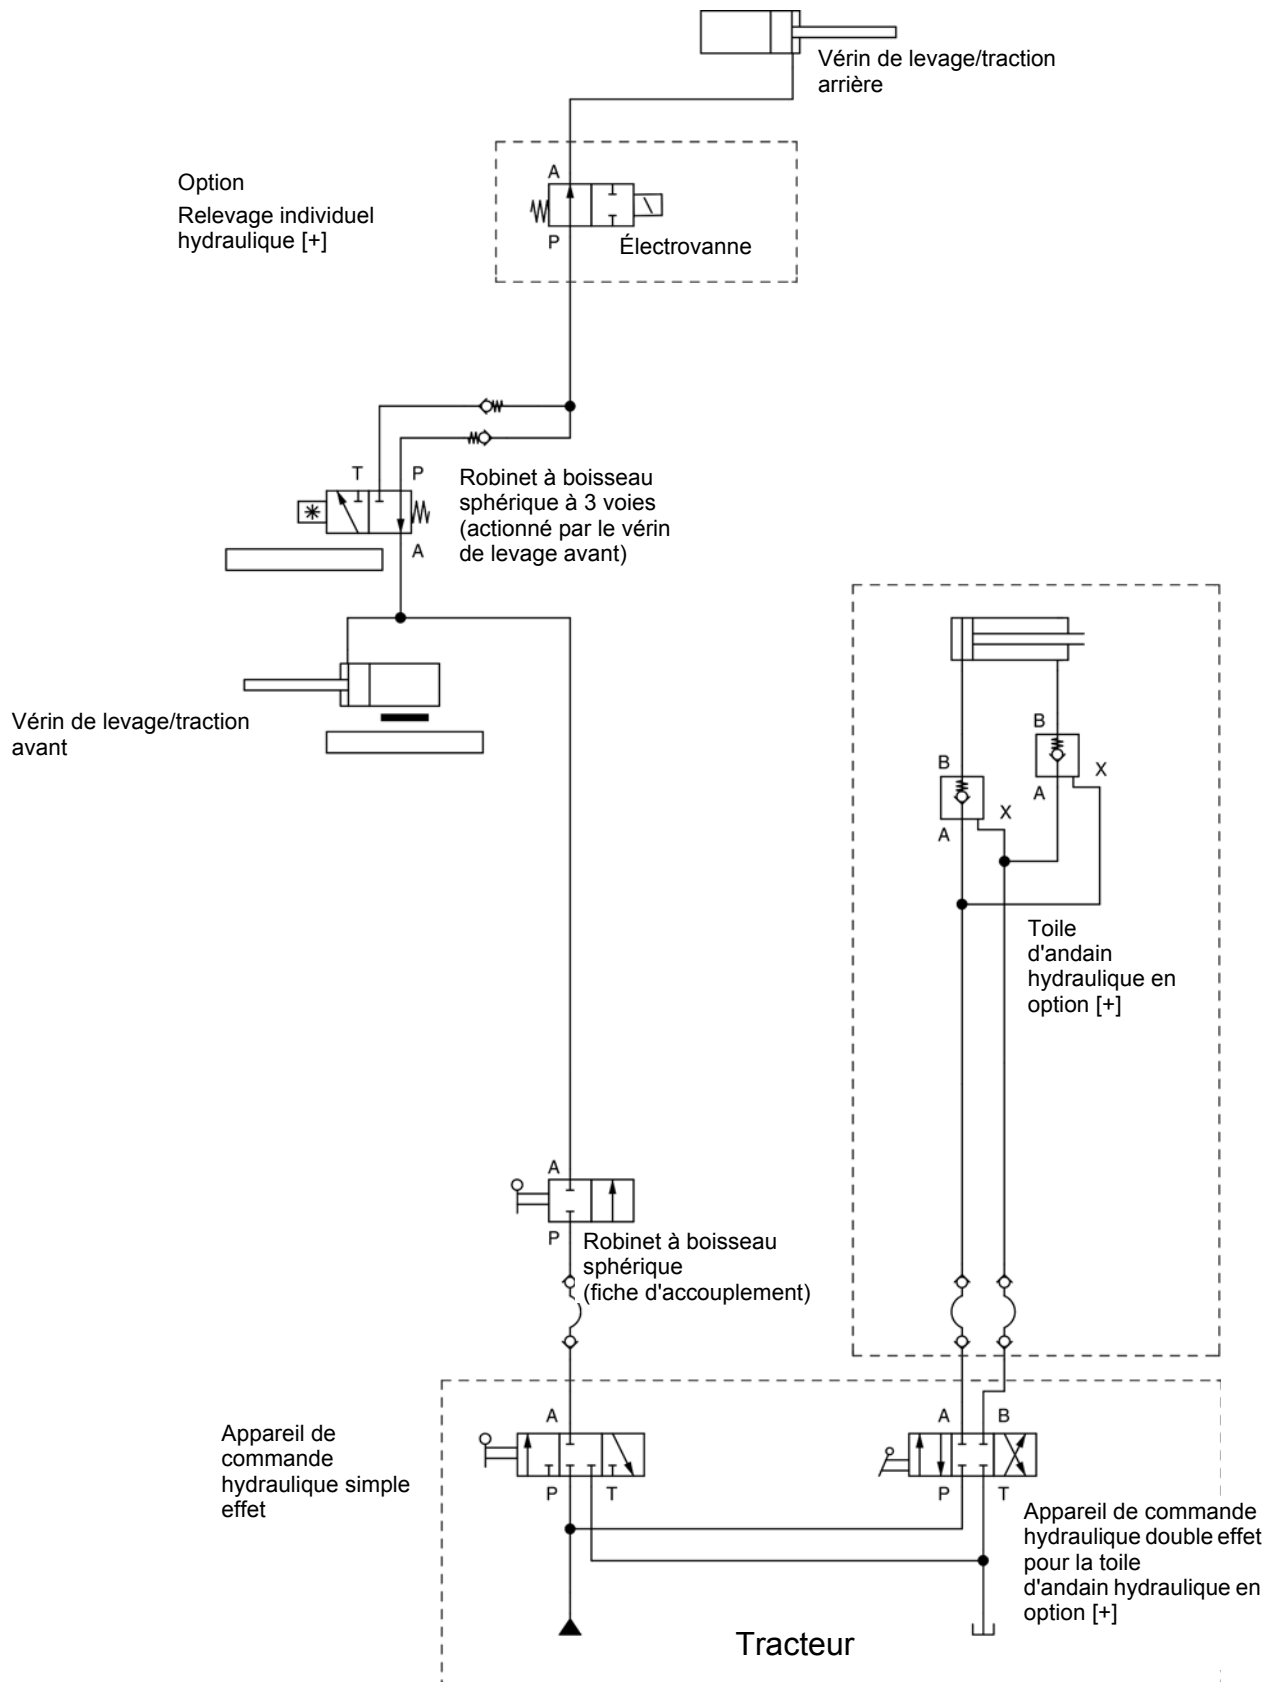 Vérin de levage/traction
arrière
Option
Relevage individuel
hydraulique [+]
A
P
Électrovanne
T
P
A
Robinet à boisseau
sphérique à 3 voies
(actionné par le vérin
de levage avant)
Vérin de levage/traction
avant
B
X
A
B
X
A
Toile
d'andain
hydraulique en
option [+]
A
P
Robinet à boisseau
sphérique
(fiche d'accouplement)
Appareil de
commande
hydraulique simple
effet
A
P
T
A
B
P
T
Appareil de commande
hydraulique double effet
pour la toile
d'andain hydraulique en
option [+]
Tracteur